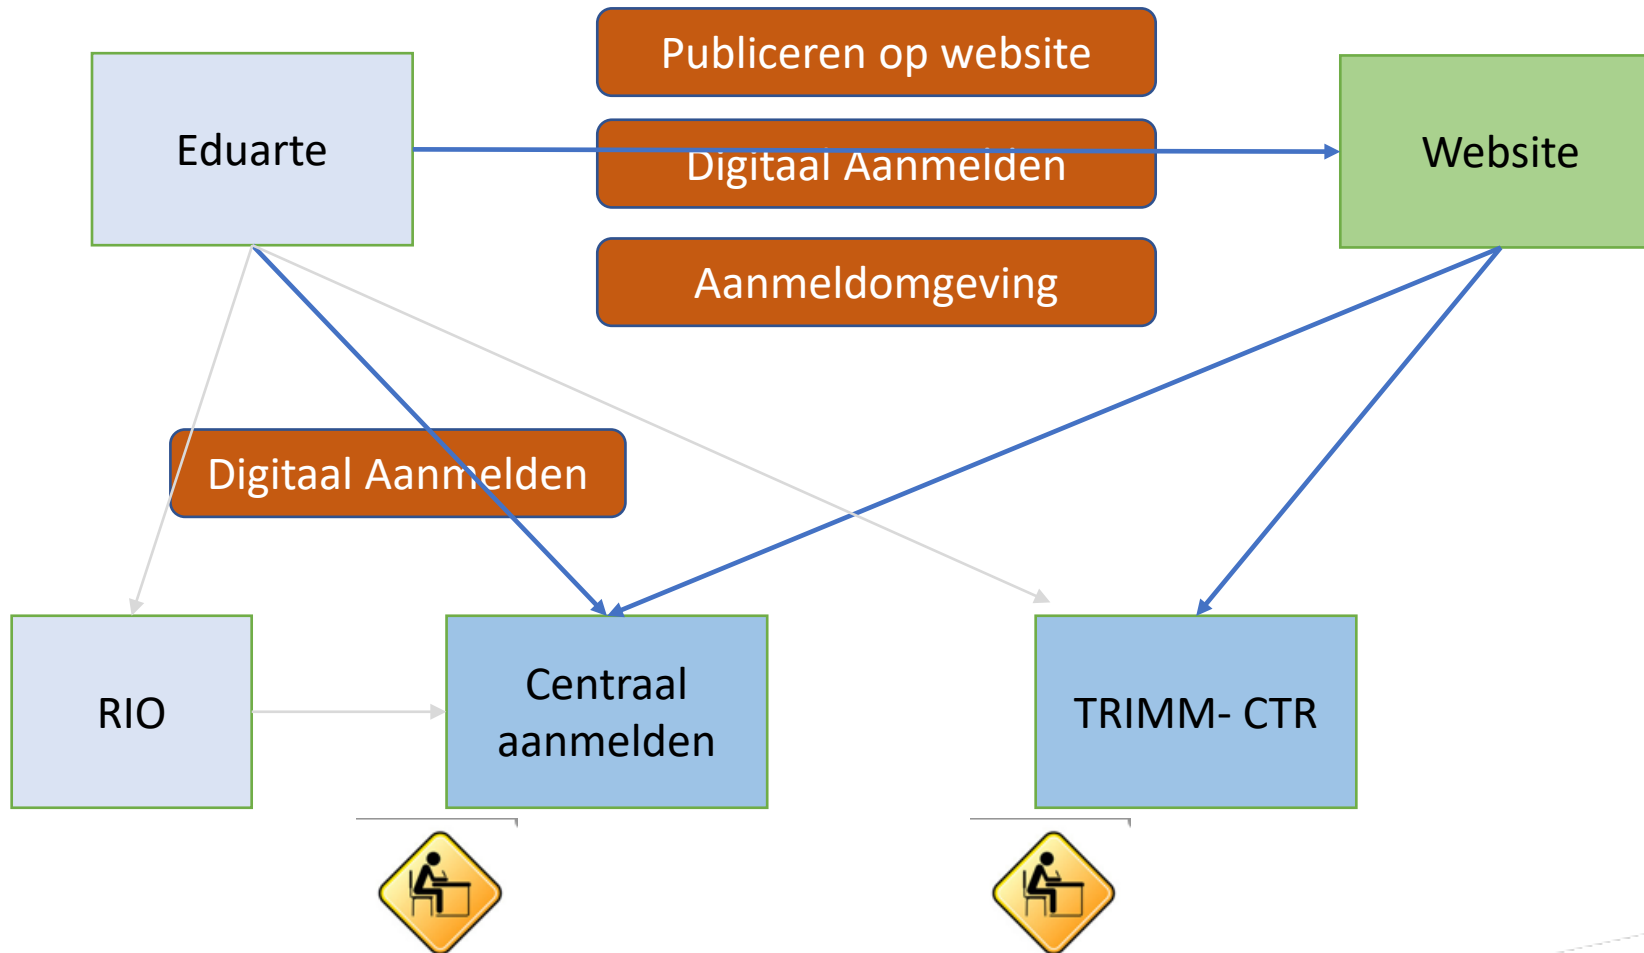 Publiceren op website
Eduarte
Digitaal Aanmelden
Website
Aanmeldomgeving
Digitaal Aanmelden
RIO
Centraal
aanmelden
TRIMM- CTR